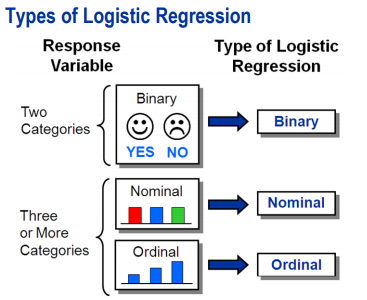 Types of Logistic Regression
Response
Variable
Type of Logistic
Regression
Two
Categories
Binary
YES NO
Binary
Three
or More
Categories
Nominal
Nominal
Ordinal
Ordinal